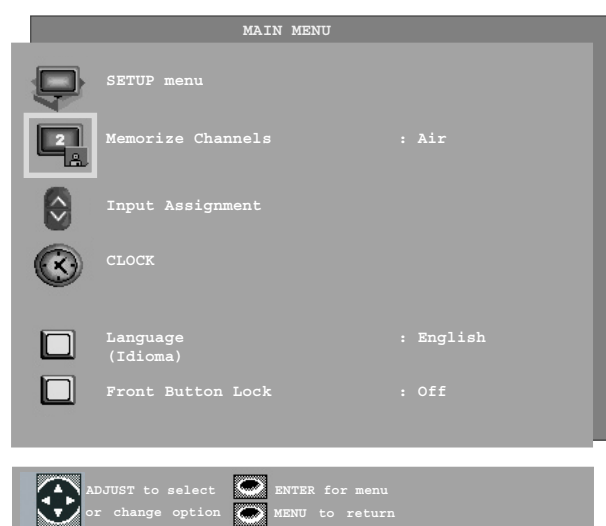 MAIN MENU
SETUP menu
2
Memorize Channels : Air
Input Assignment
CLOCK
Language : English
(Idioma)
Front Button Lock : Off
ADJUST to select ENTER for menu
or change option MENU to return